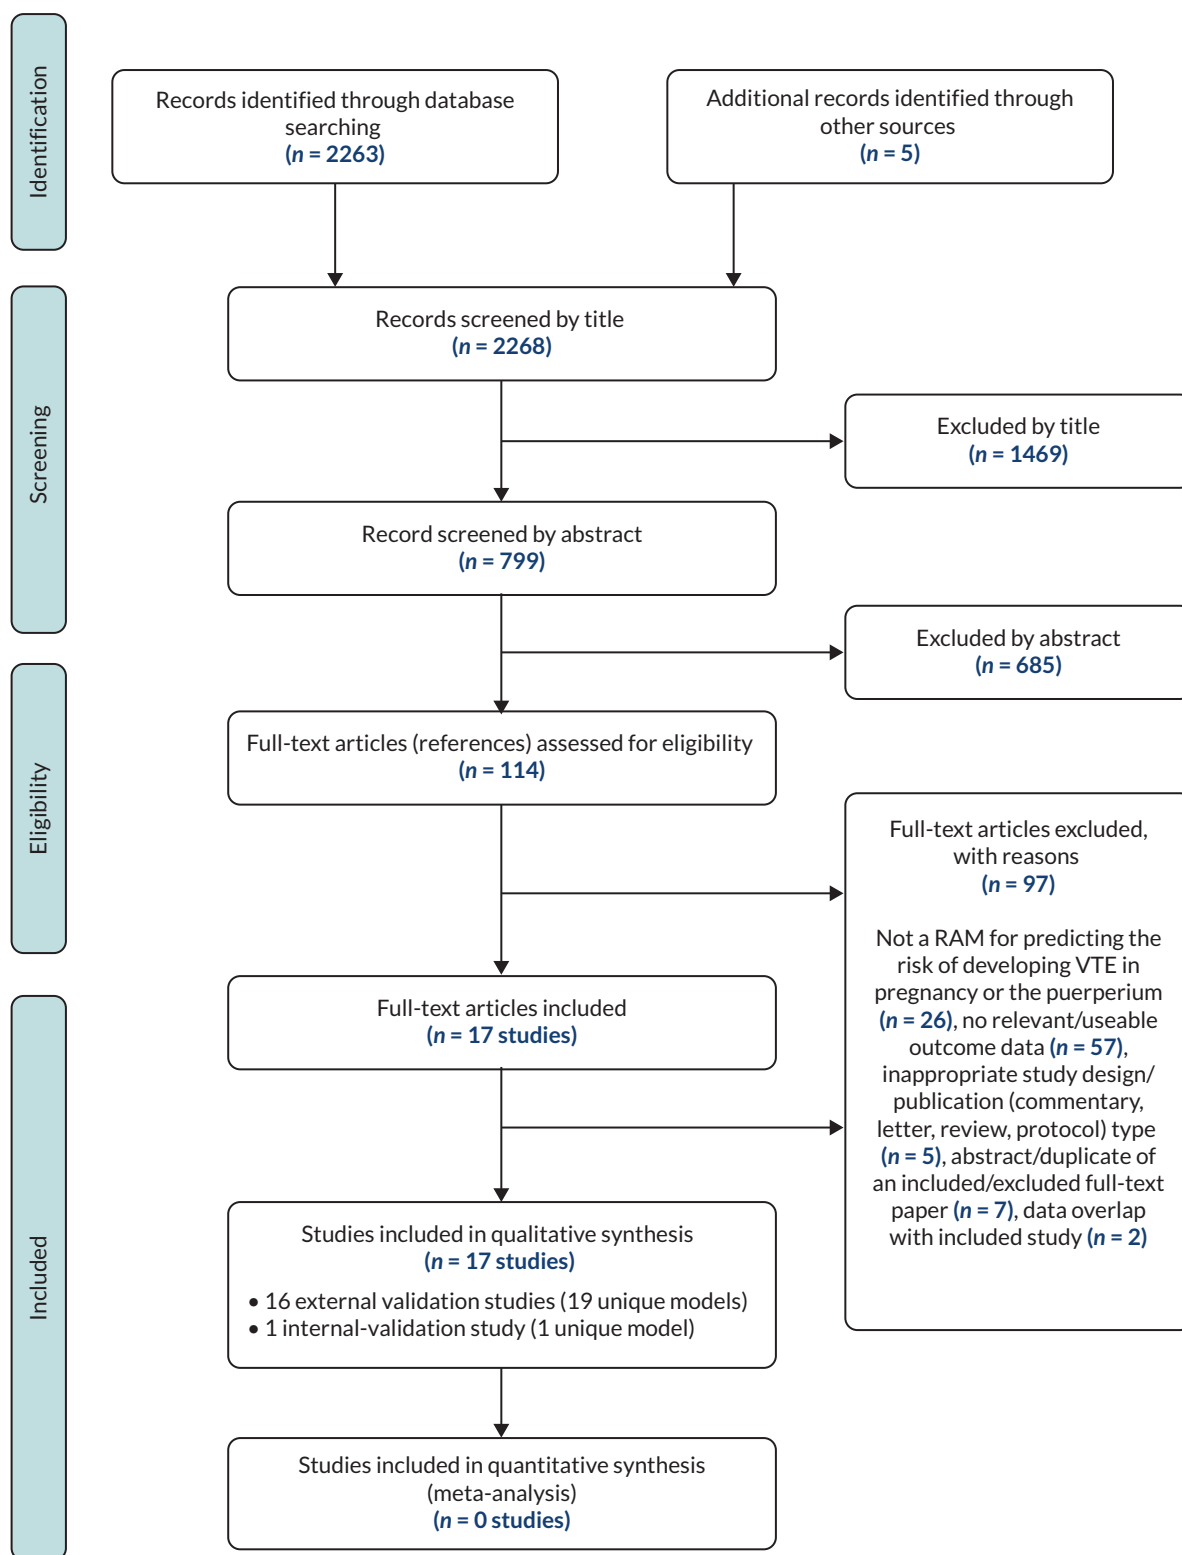 Identification
Records identified through database
searching
(n = 2263)
Additional records identified through
other sources
(n = 5)
Screening
Records screened by title
(n = 2268)
Excluded by title
(n = 1469)
Record screened by abstract
(n = 799)
Excluded by abstract
(n = 685)
Eligibility
Full-text articles (references) assessed for eligibility
(n = 114)
Full-text articles excluded,
with reasons
(n = 97)
Not a RAM for predicting the
risk of developing VTE in
pregnancy or the puerperium
(n = 26), no relevant/useable
outcome data (n = 57),
inappropriate study design/
publication (commentary,
letter, review, protocol) type
(n = 5), abstract/duplicate of
an included/excluded full-text
paper (n = 7), data overlap
with included study (n = 2)
Included
Full-text articles included
(n = 17 studies)
Studies included in qualitative synthesis
(n = 17 studies)
• 16 external validation studies (19 unique models)
• 1 internal-validation study (1 unique model)
Studies included in quantitative synthesis
(meta-analysis)
(n = 0 studies)